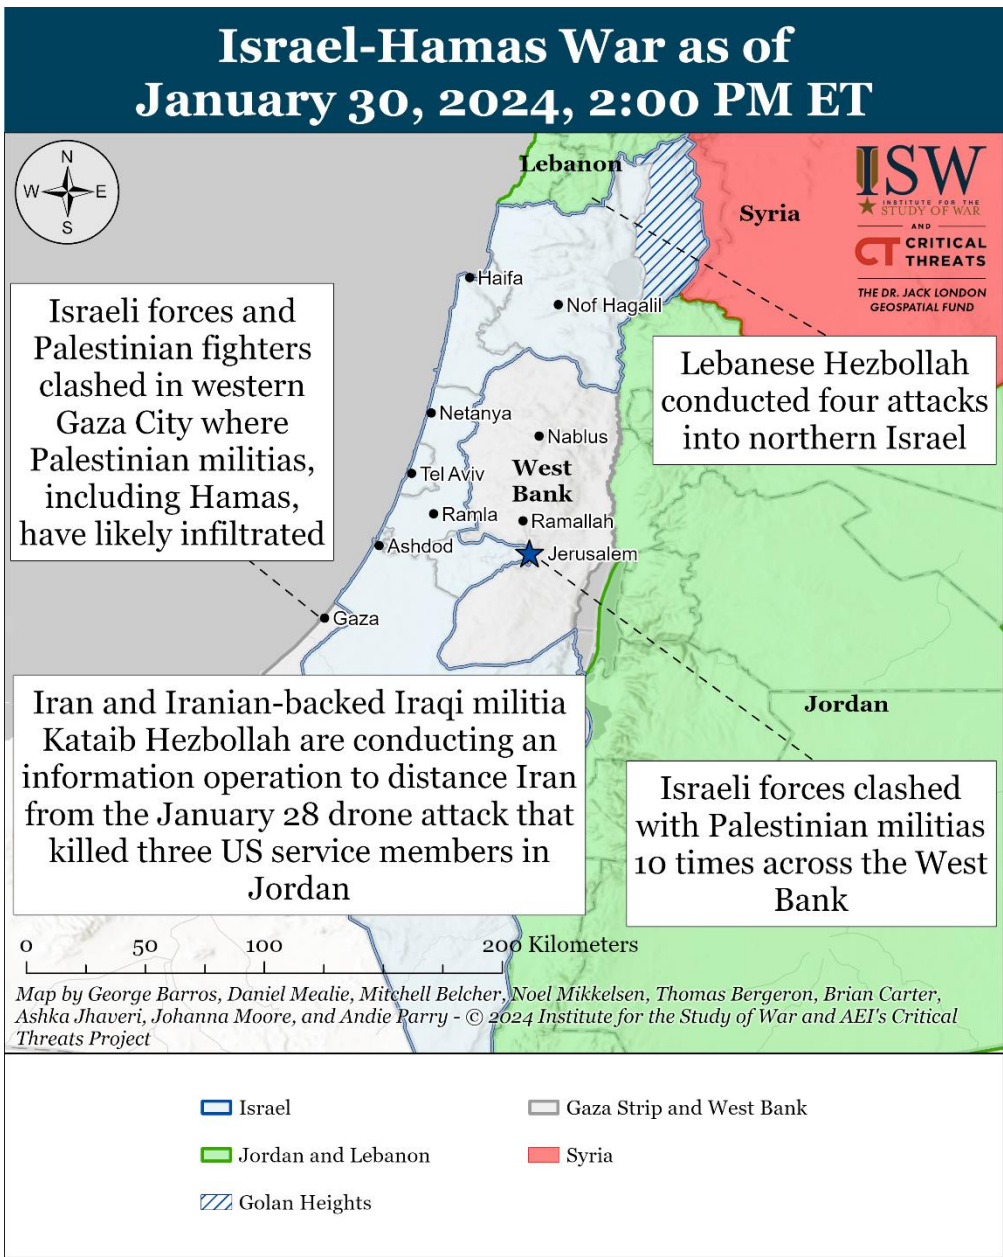 Israel-Hamas War as of
January 30, 2024, 2:00 PM ET
N
W E
S
Lebanon
Syria
ISW
INSTITUTE FOR THE
STUDY OF WAR
AND
CT CRITICAL
THREATS
THE DR. JACK LONDON
GEOSPATIAL FUND
Haifa
Nof Hagalil
Israeli forces and
Palestinian fighters
clashed in western
Gaza City where
Palestinian militias,
including Hamas,
have likely infiltrated
Lebanese Hezbollah
conducted four attacks
into northern Israel
Netanya
Nablus
West
Bank
Tel Aviv
Ramla
Ramallah
Ashdod
Jerusalem
Gaza
Jordan
Iran and Iranian-backed Iraqi militia
Kataib Hezbollah are conducting an
information operation to distance Iran
from the January 28 drone attack that
killed three US service members in
Jordan
Israeli forces clashed
with Palestinian militias
10 times across the West
Bank
0 50 100 200 Kilometers
Map by George Barros, Daniel Mealie, Mitchell Belcher, Noel Mikkelsen, Thomas Bergeron, Brian Carter,
Ashka Jhaveri, Johanna Moore, and Andie Parry - © 2024 Institute for the Study of War and AEI's Critical
Threats Project
Israel
Gaza Strip and West Bank
Jordan and Lebanon
Syria
Golan Heights